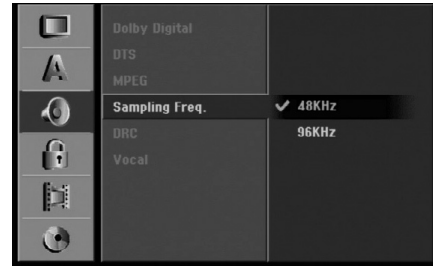 A
Dolby Digital
DTS
MPEG
Sampling Freq.
DRC
Vocal
48KHz
96KHz